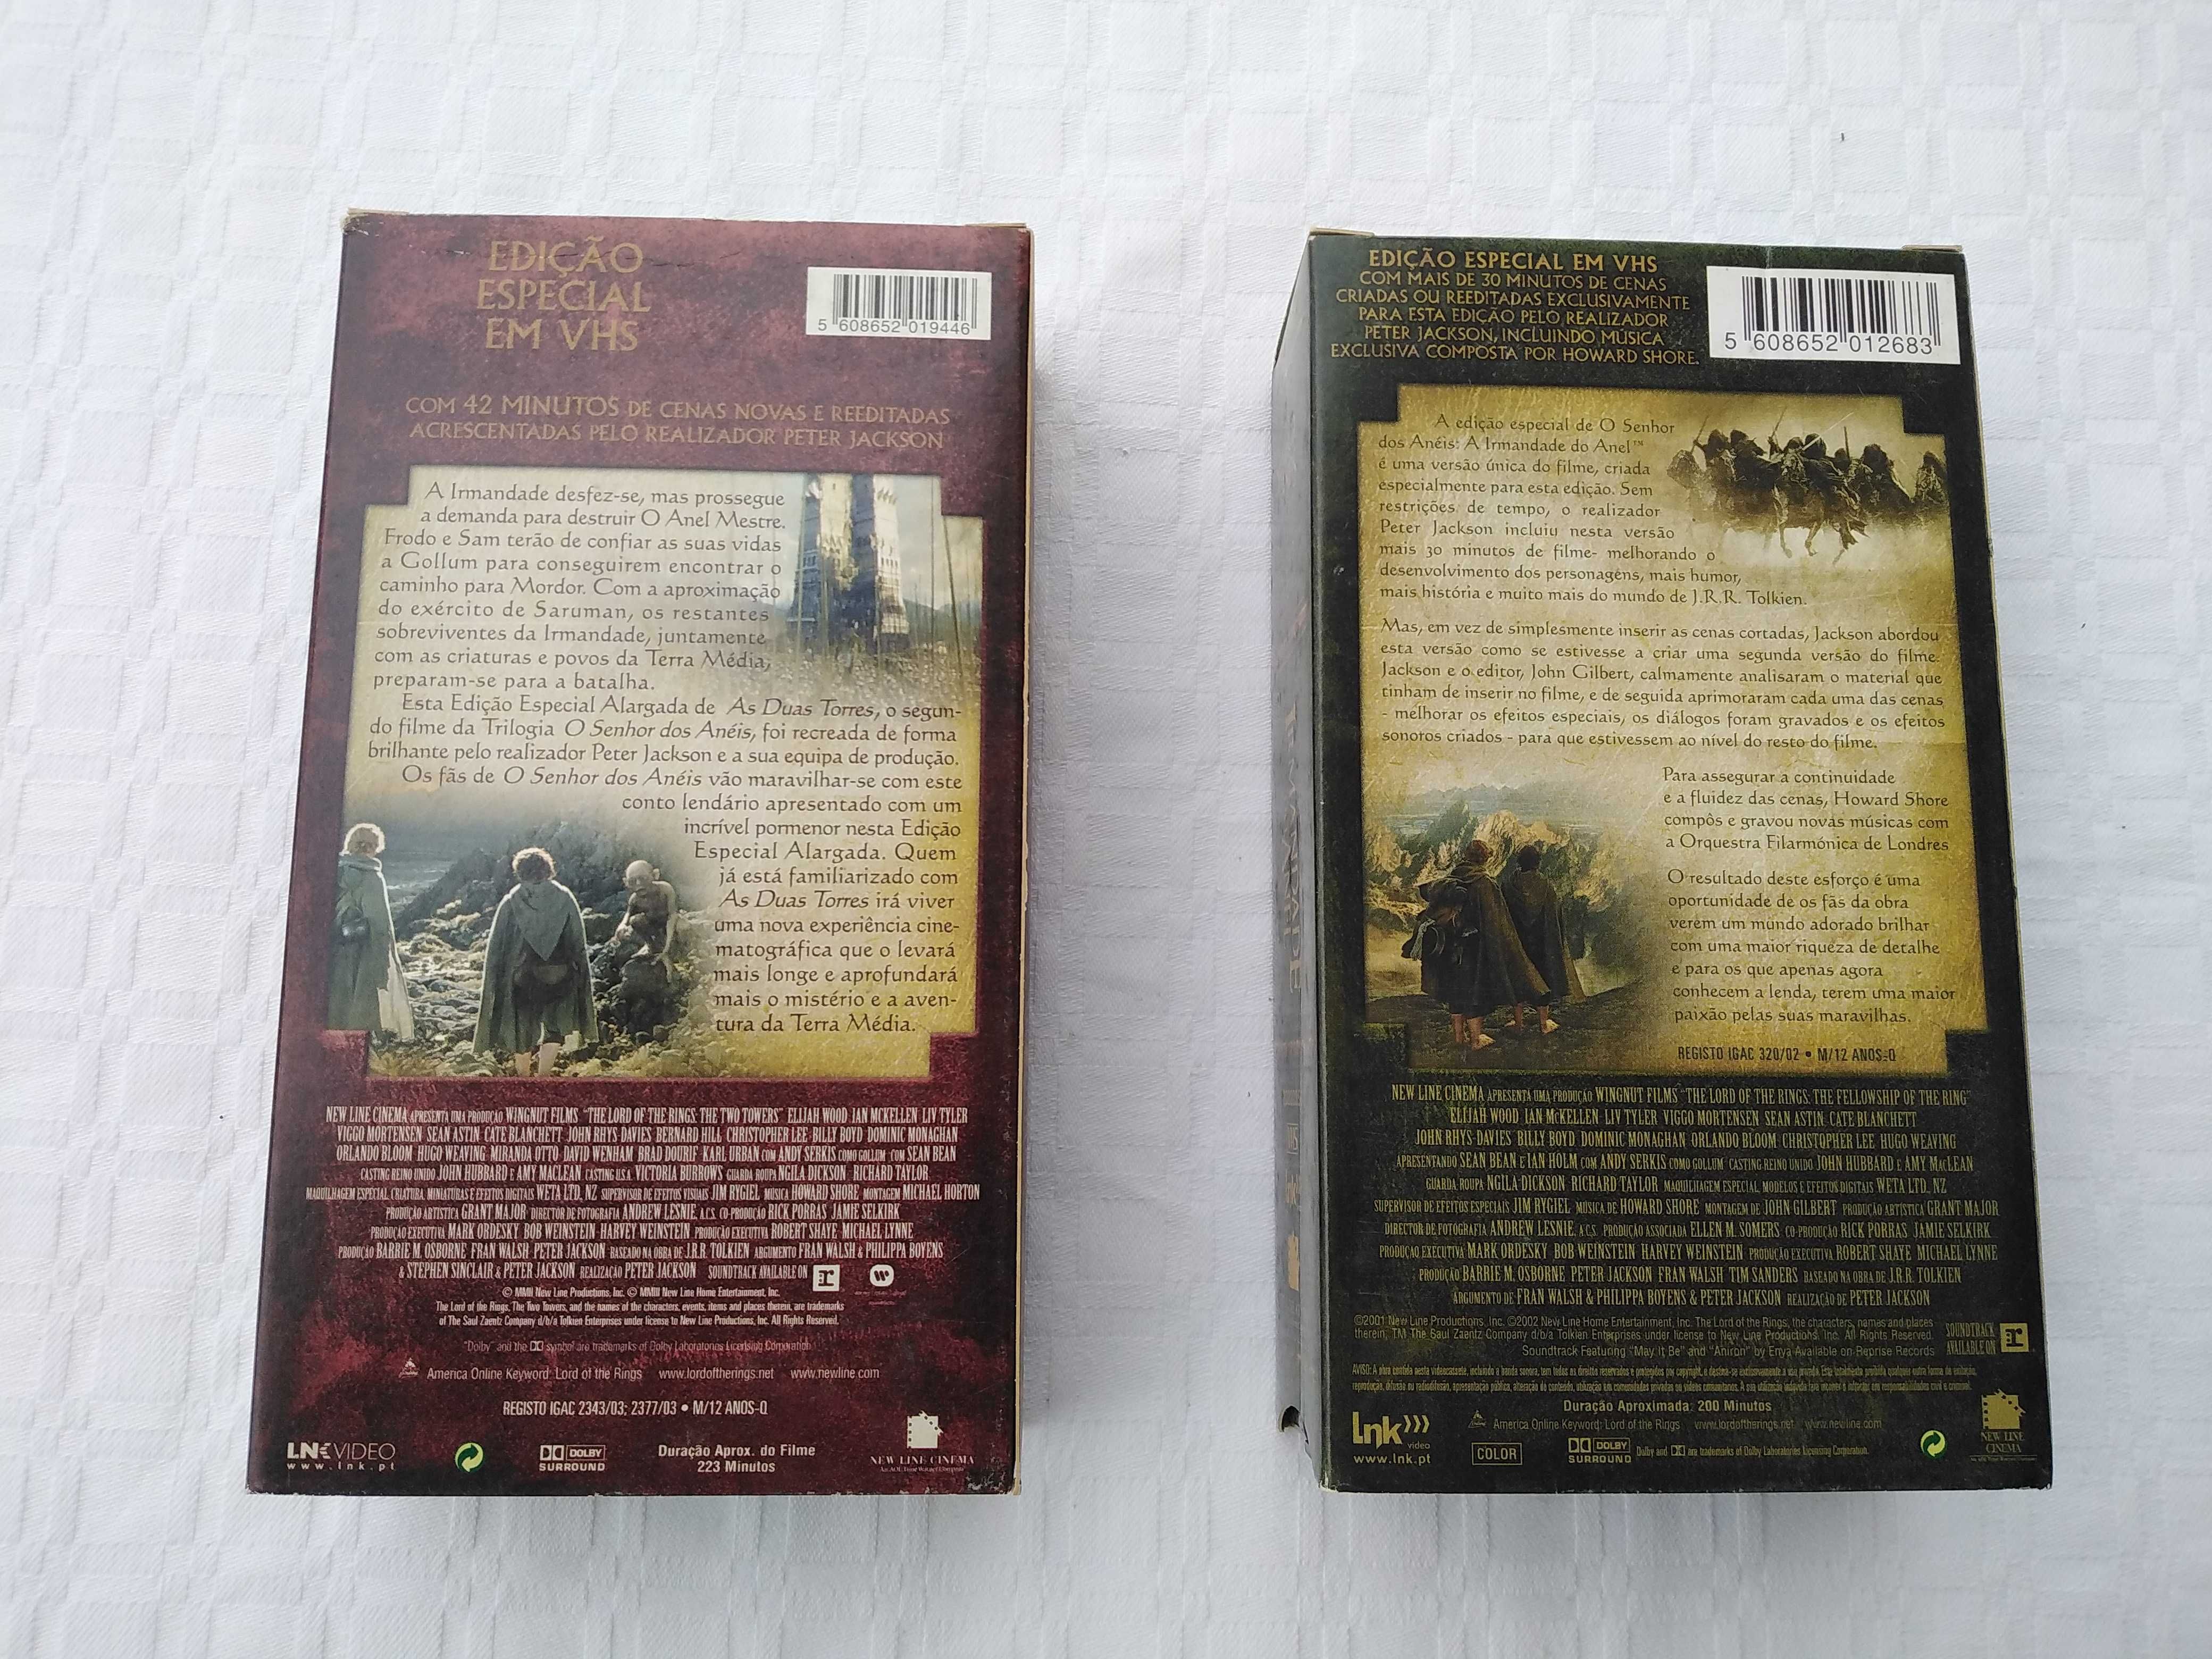 EDIÇÃO
ESPECIAL
EM VHS
5 608652 019446
COM 42 MINUTOS DE CENAS NOVAS E REEDITADAS
ACRESCENTADAS PELO REALIZADOR PETER JACKSON
A Irmandade desfez-se, mas prossegue
a demanda para destruir O Anel Mestre.
Frodo e Sam terão de confiar as suas vidas
a Gollum para conseguirem encontrar o
caminho para Mordor. Com a aproximação
do exército de Saruman, os restantes
sobreviventes da Irmandade, juntamente
com as criaturas e povos da Terra Média,
preparam-se para a batalha.
Esta Edição Especial Alargada de As Duas Torres, o segun-
do filme da Trilogia O Senhor dos Anéis, foi recreada de forma
brilhante pelo realizador Peter Jackson e a sua equipa de produção.
Os fãs de O Senhor dos Anéis vão maravilhar-se com este
conto lendário apresentado com um
incrível pormenor nesta Edição
Especial Alargada. Quem
já está familiarizado com
As Duas Torres irá viver
uma nova experiência cine-
matográfica que o levará
mais longe e aprofundará
mais o mistério e a aven-
tura da Terra Média.
NEW LINE CINEMA APRESENTA UMA PRODUÇÃO WINGNUT FILMS "THE LORD OF THE RINGS: THE TWO TOWERS" ELIJAH WOOD IAN MCKELLEN LIV TYLER
VIGGO MORTENSEN SEAN ASTIN CATE BLANCHETT JOHN RHYS-DAVIES BERNARD HILL CHRISTOPHER LEE BILLY BOYD DOMINIC MONAGHAN
ORLANDO BLOOM HUGO WEAVING MIRANDA OTTO DAVID WENHAM BRAD DOURIF KARL URBAN COM ANDY SERKIS COMO GOLLUM COM SEAN BEAN
CASTING REINO UNIDO JOHN HUBBARD E AMY MACLEAN CASTING U.S.A. VICTORIA BURROWS GUARDA ROUPA NGILA DICKSON RICHARD TAYLOR
MAQUILHAGEM ESPECIAL, CRIATURA, MINIATURAS E EFEITOS DIGITAIS WETA LTD, NZ SUPERVISOR DE EFEITOS VISUAIS JIM RYGIEL MÚSICA HOWARD SHORE MONTAGEM MICHAEL HORTON
PRODUÇÃO ARTÍSTICA GRANT MAJOR DIRECTOR DE FOTOGRAFIA ANDREW LESNIE, A.C.S. CO-PRODUÇÃO RICK PORRAS JAMIE SELKIRK
PRODUÇÃO EXECUTIVA MARK ORDESKY BOB WEINSTEIN HARVEY WEINSTEIN PRODUÇÃO EXECUTIVA ROBERT SHAYE MICHAEL LYNNE
PRODUÇÃO BARRIE M. OSBORNE FRAN WALSH PETER JACKSON BASEADO NA OBRA DE J.R.R. TOLKIEN ARGUMENTO FRAN WALSH & PHILIPPA BOYENS
& STEPHEN SINCLAIR & PETER JACKSON REALIZAÇÃO PETER JACKSON SOUNDTRACK AVAILABLE ON
© MMII New Line Productions, Inc. © MMIII New Line Home Entertainment, Inc.
The Lord of the Rings, The Two Towers, and the names of the characters, events, items and places therein, are trademarks
of The Saul Zaentz Company d/b/a Tolkien Enterprises under license to New Line Productions, Inc. All Rights Reserved.
"Dolby" and the DD symbol are trademarks of Dolby Laboratories Licensing Corporation
America Online Keyword: Lord of the Rings www.lordoftherings.net www.newline.com
REGISTO IGAC 2343/03; 2377/03 • M/12 ANOS-Q
LNK VIDEO
www.lnk.pt
DOLBY
SURROUND
Duração Aprox. do Filme
223 Minutos
NEW LINE CINEMA
EDIÇÃO ESPECIAL EM VHS
COM MAIS DE 30 MINUTOS DE CENAS
CRIADAS OU REEDITADAS EXCLUSIVAMENTE
PARA ESTA EDIÇÃO PELO REALIZADOR
PETER JACKSON, INCLUINDO MÚSICA
EXCLUSIVA COMPOSTA POR HOWARD SHORE.
5 608652 012683
A edição especial de O Senhor
dos Anéis: A Irmandade do Anel™
é uma versão única do filme, criada
especialmente para esta edição. Sem
restrições de tempo, o realizador
Peter Jackson incluiu nesta versão
mais 30 minutos de filme- melhorando o
desenvolvimento dos personagens, mais humor,
mais história e muito mais do mundo de J.R.R. Tolkien.
Mas, em vez de simplesmente inserir as cenas cortadas, Jackson abordou
esta versão como se estivesse a criar uma segunda versão do filme.
Jackson e o editor, John Gilbert, calmamente analisaram o material que
tinham de inserir no filme, e de seguida aprimoraram cada uma das cenas
- melhorar os efeitos especiais, os diálogos foram gravados e os efeitos
sonoros criados - para que estivessem ao nível do resto do filme.
Para assegurar a continuidade
e a fluidez das cenas, Howard Shore
compôs e gravou novas músicas com
a Orquestra Filarmónica de Londres
O resultado deste esforço é uma
oportunidade de os fãs da obra
verem um mundo adorado brilhar
com uma maior riqueza de detalhe
e para os que apenas agora
conhecem a lenda, terem uma maior
paixão pelas suas maravilhas.
REGISTO IGAC 320/02 • M/12 ANOS-Q
NEW LINE CINEMA APRESENTA UMA PRODUÇÃO WINGNUT FILMS "THE LORD OF THE RINGS: THE FELLOWSHIP OF THE RING"
ELIJAH WOOD IAN McKELLEN LIV TYLER VIGGO MORTENSEN SEAN ASTIN CATE BLANCHETT
JOHN RHYS-DAVIES BILLY BOYD DOMINIC MONAGHAN ORLANDO BLOOM CHRISTOPHER LEE HUGO WEAVING
APRESENTANDO SEAN BEAN E IAN HOLM COM ANDY SERKIS COMO GOLLUM CASTING REINO UNIDO JOHN HUBBARD E AMY MACLEAN
GUARDA ROUPA NGILA DICKSON RICHARD TAYLOR MAQUILHAGEM ESPECIAL, MODELOS E EFEITOS DIGITAIS WETA LTD., NZ
SUPERVISOR DE EFEITOS ESPECIAIS JIM RYGIEL MÚSICA DE HOWARD SHORE MONTAGEM DE JOHN GILBERT PRODUÇÃO ARTÍSTICA GRANT MAJOR
DIRECTOR DE FOTOGRAFIA ANDREW LESNIE, A.C.S. PRODUÇÃO ASSOCIADA ELLEN M. SOMERS CO-PRODUÇÃO RICK PORRAS JAMIE SELKIRK
PRODUÇÃO EXECUTIVA MARK ORDESKY BOB WEINSTEIN HARVEY WEINSTEIN PRODUÇÃO EXECUTIVA ROBERT SHAYE MICHAEL LYNNE
PRODUÇÃO BARRIE M. OSBORNE PETER JACKSON FRAN WALSH TIM SANDERS BASEADO NA OBRA DE J.R.R. TOLKIEN
ARGUMENTO DE FRAN WALSH & PHILIPPA BOYENS & PETER JACKSON REALIZAÇÃO DE PETER JACKSON
©2001 New Line Productions, Inc. ©2002 New Line Home Entertainment, Inc. The Lord of the Rings, the characters, names and places
therein, TM The Saul Zaentz Company d/b/a Tolkien Enterprises under license to New Line Productions, Inc. All Rights Reserved.
Soundtrack Featuring "May It Be" and "Aniron" by Enya Available on Reprise Records
SOUNDTRACK
AVAILABLE ON
Duração Aproximada: 200 Minutos
America Online Keyword: Lord of the Rings www.lordoftherings.net www.newline.com
lnk
video
www.lnk.pt
COLOR
DOLBY
SURROUND
Dolby and DD are trademarks of Dolby Laboratories Licensing Corporation.
NEW LINE
CINEMA